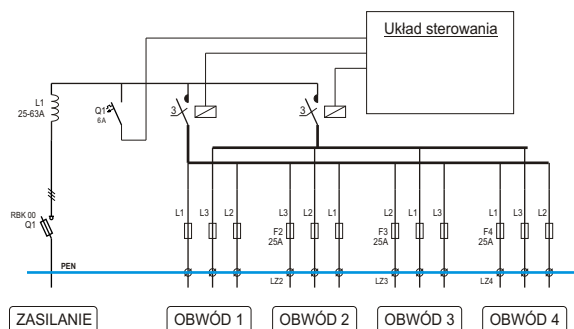 Układ sterowania
L1
25-63A
Q1
6A
3
3
RBK 00
Q1
L1 L3 L2 L3 L2 L1 L3 L1 L3 L1 L3 L2
F2
25A
F3
25A
F4
25A
PEN
LZ2 LZ3 LZ4
ZASILANIE OBWÓD 1 OBWÓD 2 OBWÓD 3 OBWÓD 4